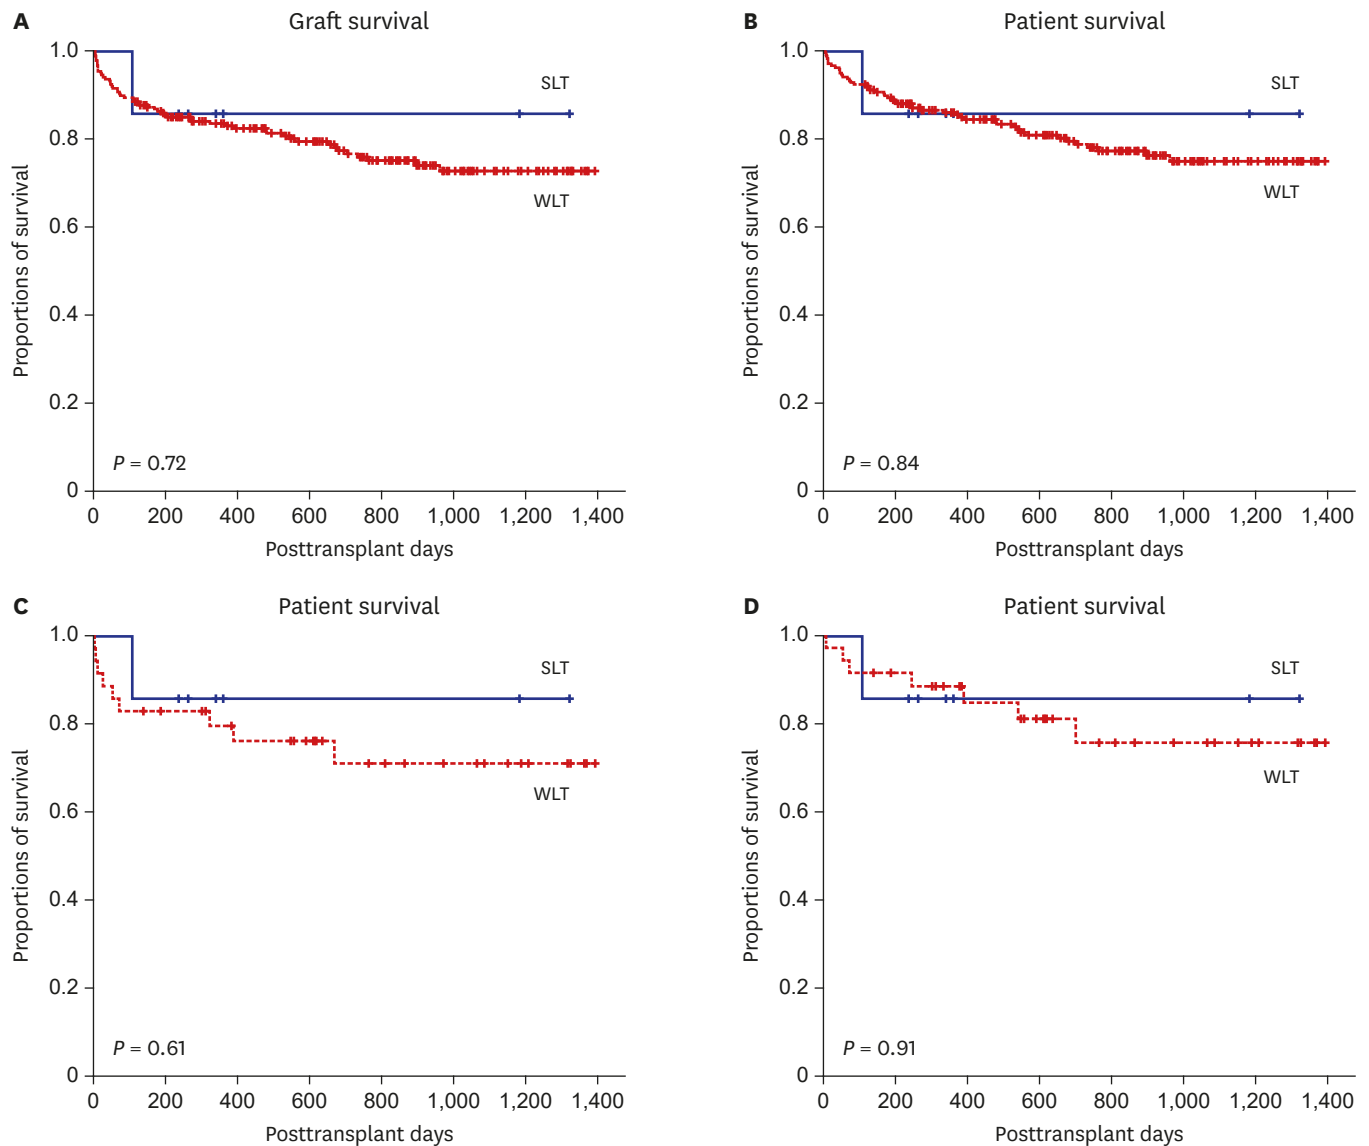 A
Graft survival
1.0
0.8
0.6
0.4
0.2
0
Proportions of survival
SLT
WLT
P = 0.72
0 200 400 600 800 1,000 1,200 1,400
Posttransplant days
B
Patient survival
1.0
0.8
0.6
0.4
0.2
0
Proportions of survival
SLT
WLT
P = 0.84
0 200 400 600 800 1,000 1,200 1,400
Posttransplant days
C
Patient survival
1.0
0.8
0.6
0.4
0.2
0
Proportions of survival
SLT
WLT
P = 0.61
0 200 400 600 800 1,000 1,200 1,400
Posttransplant days
D
Patient survival
1.0
0.8
0.6
0.4
0.2
0
Proportions of survival
SLT
WLT
P = 0.91
0 200 400 600 800 1,000 1,200 1,400
Posttransplant days